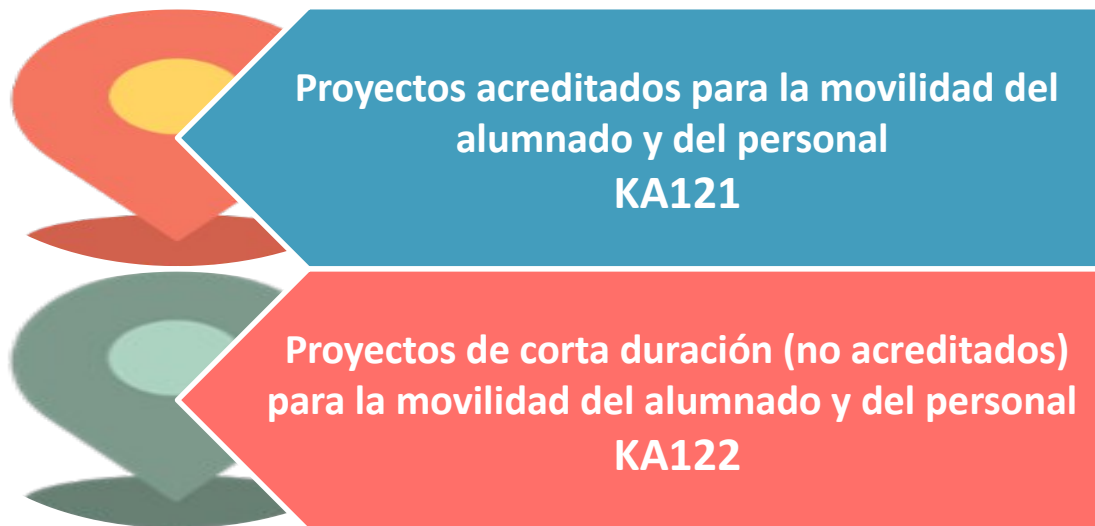 Proyectos acreditados para la movilidad del
alumnado y del personal
KA121
Proyectos de corta duración (no acreditados)
para la movilidad del alumnado y del personal
KA122